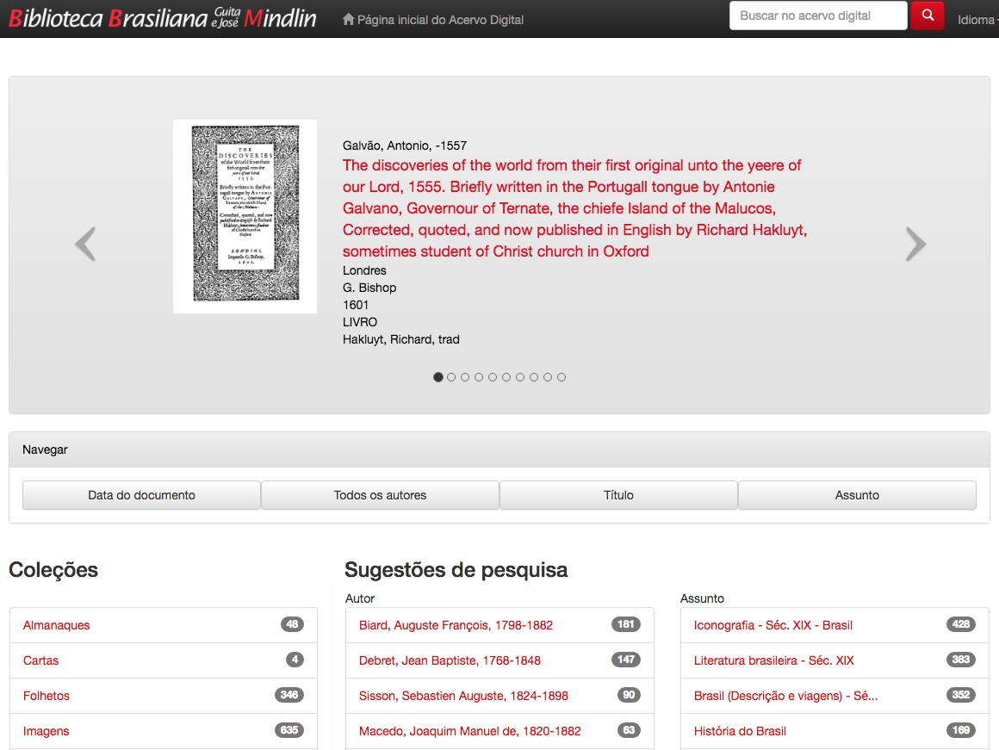 Biblioteca Brasiliana Guita e José Mindlin
Página inicial do Acervo Digital
Buscar no acervo digital
Idioma
THE
DISCOVERIES
of the World from their
first originall vnto the
yeere of our Lord
1555.
Briefly written in the Por-
tugall tongue by ANTONIE
GALVANO, Gouernour of
Ternate, the chiefe Island
of the Malucos:
Corrected, quoted, and now
published in English by Richard
Hakluyt, sometimes student
of Christchurch in
Oxford.
LONDINI,
Impensis G. Bishop.
1601.
Galvão, Antonio, -1557
The discoveries of the world from their first original unto the yeere of
our Lord, 1555. Briefly written in the Portugall tongue by Antonie
Galvano, Governour of Ternate, the chiefe Island of the Malucos,
Corrected, quoted, and now published in English by Richard Hakluyt,
sometimes student of Christ church in Oxford
Londres
G. Bishop
1601
LIVRO
Hakluyt, Richard, trad
Navegar
Data do documento
Todos os autores
Título
Assunto
Coleções
Almanaques 48
Cartas 4
Folhetos 346
Imagens 635
Sugestões de pesquisa
Autor
Biard, Auguste François, 1798-1882 181
Debret, Jean Baptiste, 1768-1848 147
Sisson, Sebastien Auguste, 1824-1898 90
Macedo, Joaquim Manuel de, 1820-1882 63
Assunto
Iconografia - Séc. XIX - Brasil 428
Literatura brasileira - Séc. XIX 383
Brasil (Descrição e viagens) - Sé... 352
História do Brasil 169